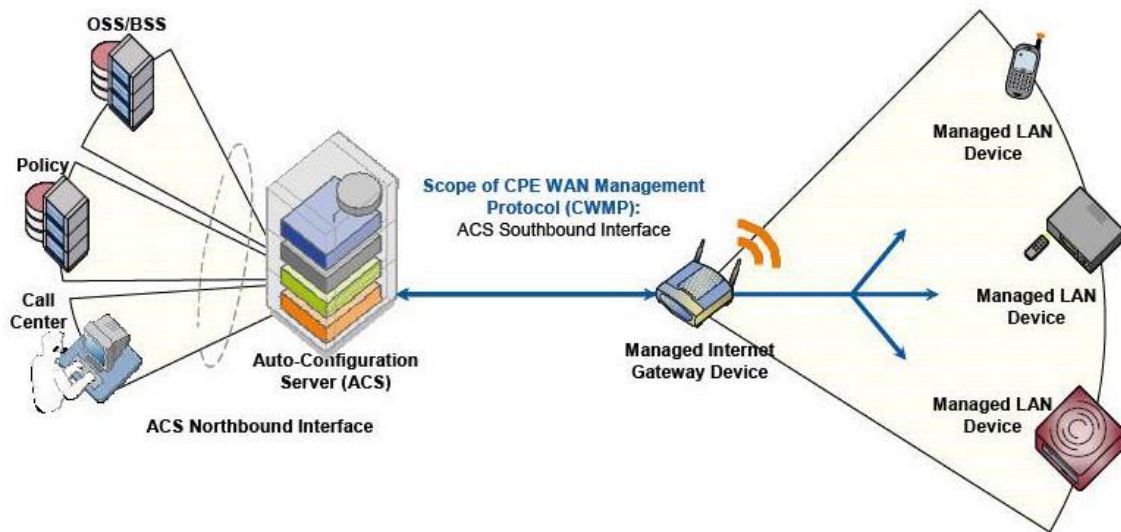 OSS/BSS
Policy
Call
Center
Auto-Configuration
Server (ACS)
ACS Northbound Interface
Scope of CPE WAN Management
Protocol (CWMP):
ACS Southbound Interface
Managed Internet
Gateway Device
Managed LAN
Device
Managed LAN
Device
Managed LAN
Device